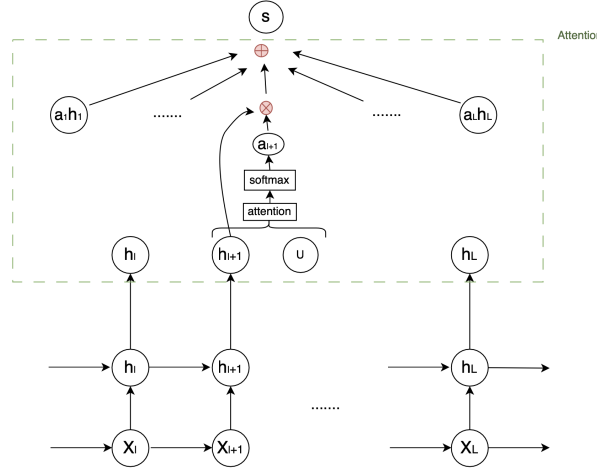 s
Attention
a₁h₁
.......
.......
aLhL
al+1
softmax
attention
hl
hl+1
U
hL
hl
hl+1
hL
.......
Xl
Xl+1
XL